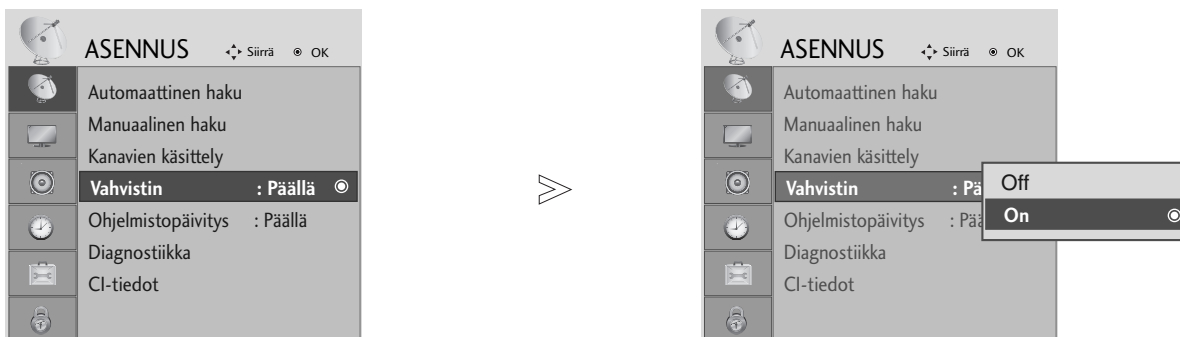 ASENNUS Siirrä OK
Automaattinen haku
Manuaalinen haku
Kanavien käsittely
Vahvistin : Päällä
Ohjelmistopäivitys : Päällä
Diagnostiikka
CI-tiedot
ASENNUS Siirrä OK
Automaattinen haku
Manuaalinen haku
Kanavien käsittely
Vahvistin : Pä
Ohjelmistopäivitys : Pää
Diagnostiikka
CI-tiedot
Off
On